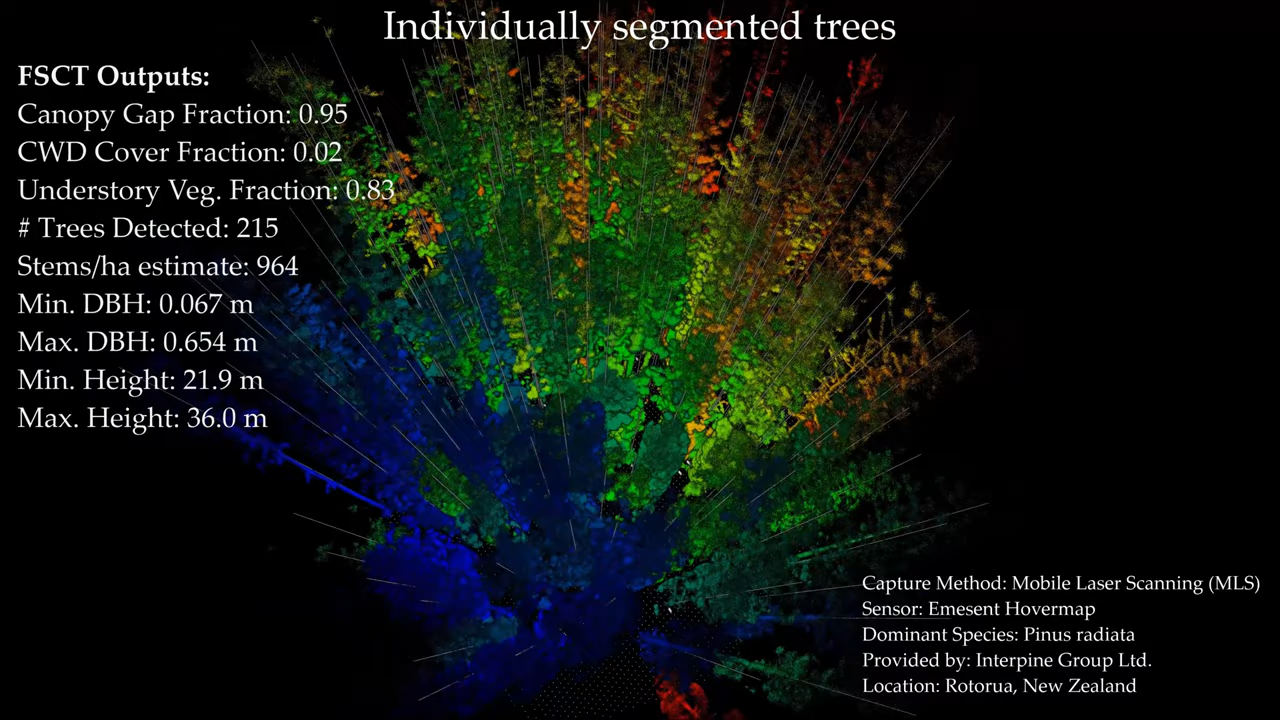 Individually segmented trees
FSCT Outputs:
Canopy Gap Fraction: 0.95
CWD Cover Fraction: 0.02
Understory Veg. Fraction: 0.83
# Trees Detected: 215
Stems/ha estimate: 964
Min. DBH: 0.067 m
Max. DBH: 0.654 m
Min. Height: 21.9 m
Max. Height: 36.0 m
Capture Method: Mobile Laser Scanning (MLS)
Sensor: Emesent Hovermap
Dominant Species: Pinus radiata
Provided by: Interpine Group Ltd.
Location: Rotorua, New Zealand